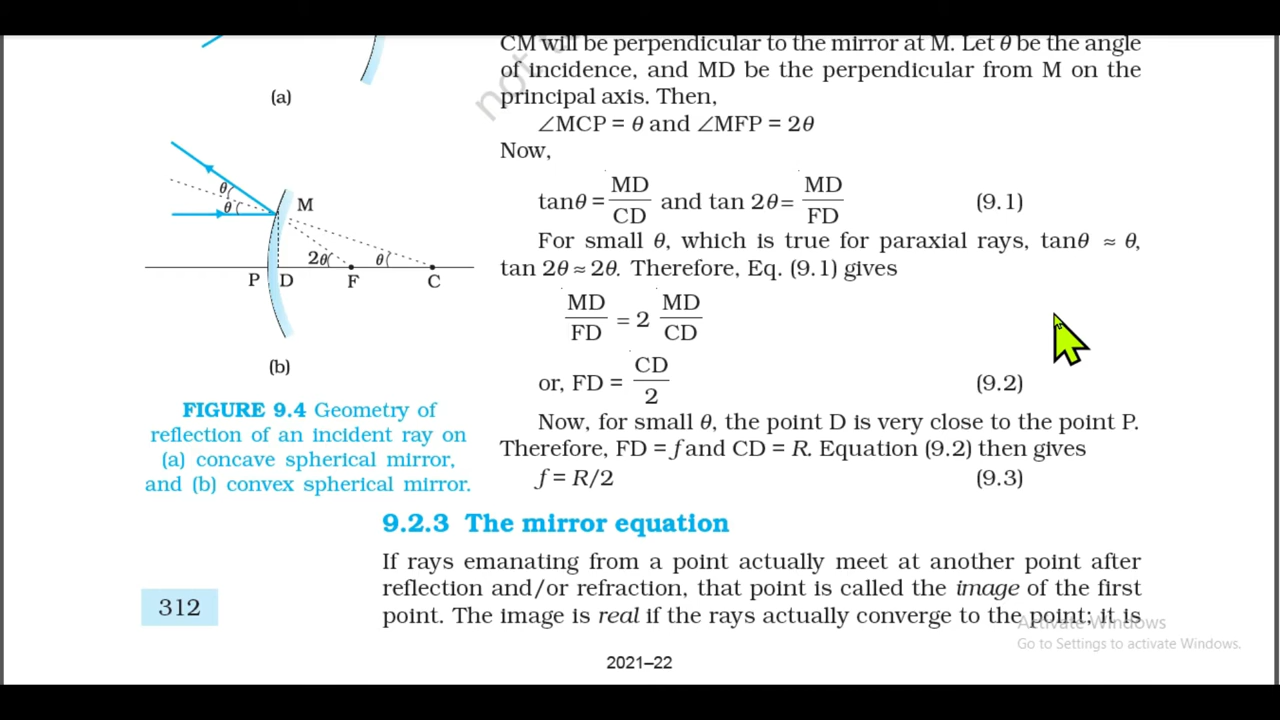 (a)
θ
θ
M
2θ
θ
P
D
F
C
(b)
FIGURE 9.4 Geometry of
reflection of an incident ray on
(a) concave spherical mirror,
and (b) convex spherical mirror.
CM will be perpendicular to the mirror at M. Let θ be the angle
of incidence, and MD be the perpendicular from M on the
principal axis. Then,
∠MCP = θ and ∠MFP = 2θ
Now,
tanθ = MD/CD and tan 2θ = MD/FD (9.1)
For small θ, which is true for paraxial rays, tanθ ≈ θ,
tan 2θ ≈ 2θ. Therefore, Eq. (9.1) gives
MD/FD = 2 MD/CD
or, FD = CD/2 (9.2)
Now, for small θ, the point D is very close to the point P.
Therefore, FD = f and CD = R. Equation (9.2) then gives
f = R/2 (9.3)
9.2.3 The mirror equation
If rays emanating from a point actually meet at another point after
reflection and/or refraction, that point is called the image of the first
point. The image is real if the rays actually converge to the point; it is
312
2021–22
not
Activate Windows
Go to Settings to activate Windows.